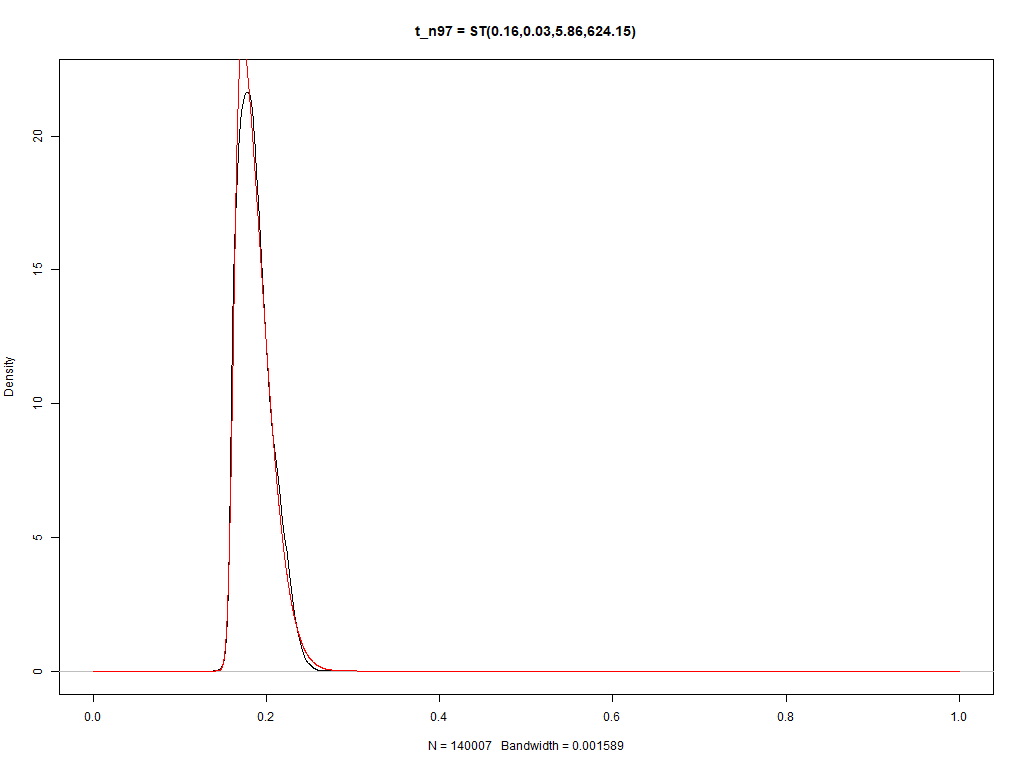 t_n97 = ST(0.16,0.03,5.86,624.15)
Density
20
15
10
5
0
0.0 0.2 0.4 0.6 0.8 1.0
N = 140007 Bandwidth = 0.001589